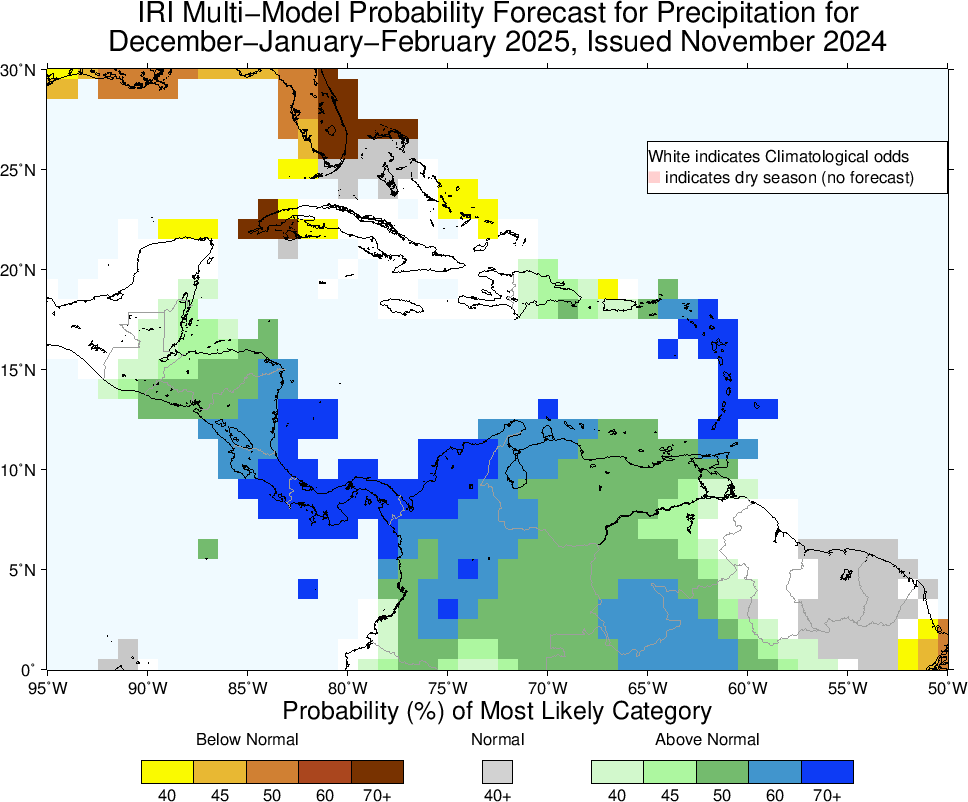 IRI Multi−Model Probability Forecast for Precipitation for
December−January−February 2025, Issued November 2024
30˚N
25˚N
20˚N
15˚N
10˚N
5˚N
0˚
White indicates Climatological odds
indicates dry season (no forecast)
95˚W 90˚W 85˚W 80˚W 75˚W 70˚W 65˚W 60˚W 55˚W 50˚W
Probability (%) of Most Likely Category
Below Normal Normal Above Normal
40 45 50 60 70+ 40+ 40 45 50 60 70+